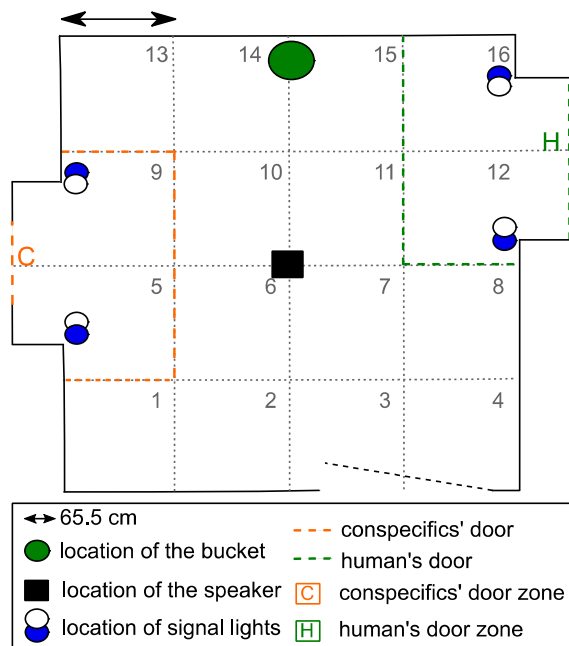 13 14 15 16
H
9 10 11 12
C
5 6 7 8
1 2 3 4
65.5 cm
conspecifics' door
location of the bucket
human's door
location of the speaker
C conspecifics' door zone
location of signal lights
H human's door zone